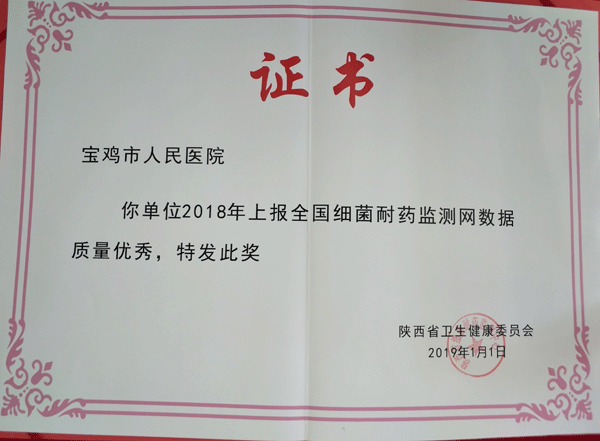 证书
宝鸡市人民医院
你单位2018年上报全国细菌耐药监测网数据
质量优秀，特发此奖
陕西省卫生健康委员会
2019年1月1日